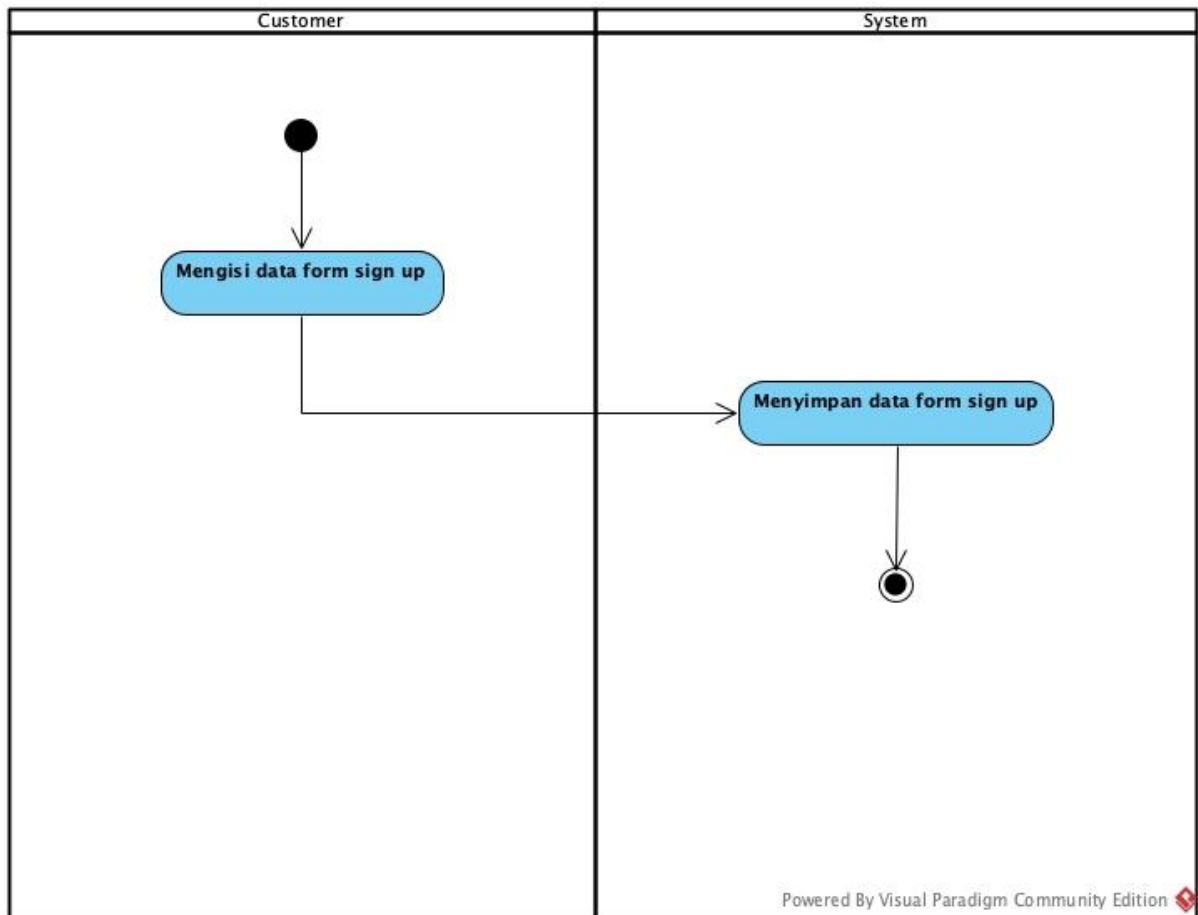 Customer
System
Mengisi data form sign up
Menyimpan data form sign up
Powered By Visual Paradigm Community Edition